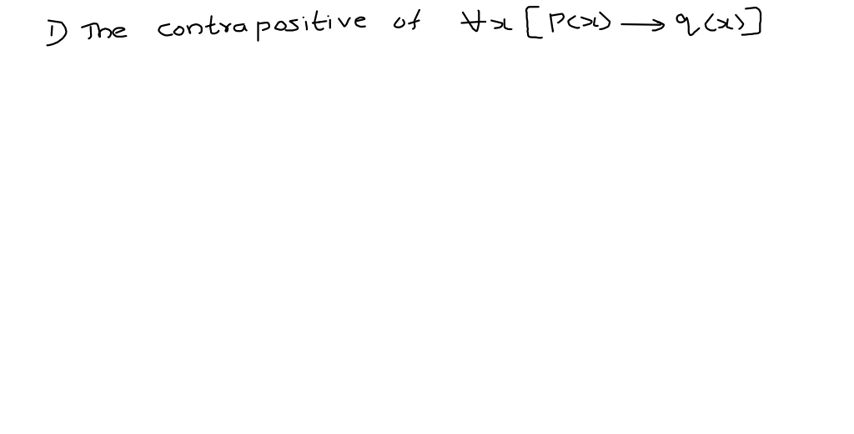 1) The contrapositive of ∀x [P(x) ⟶ q(x)]